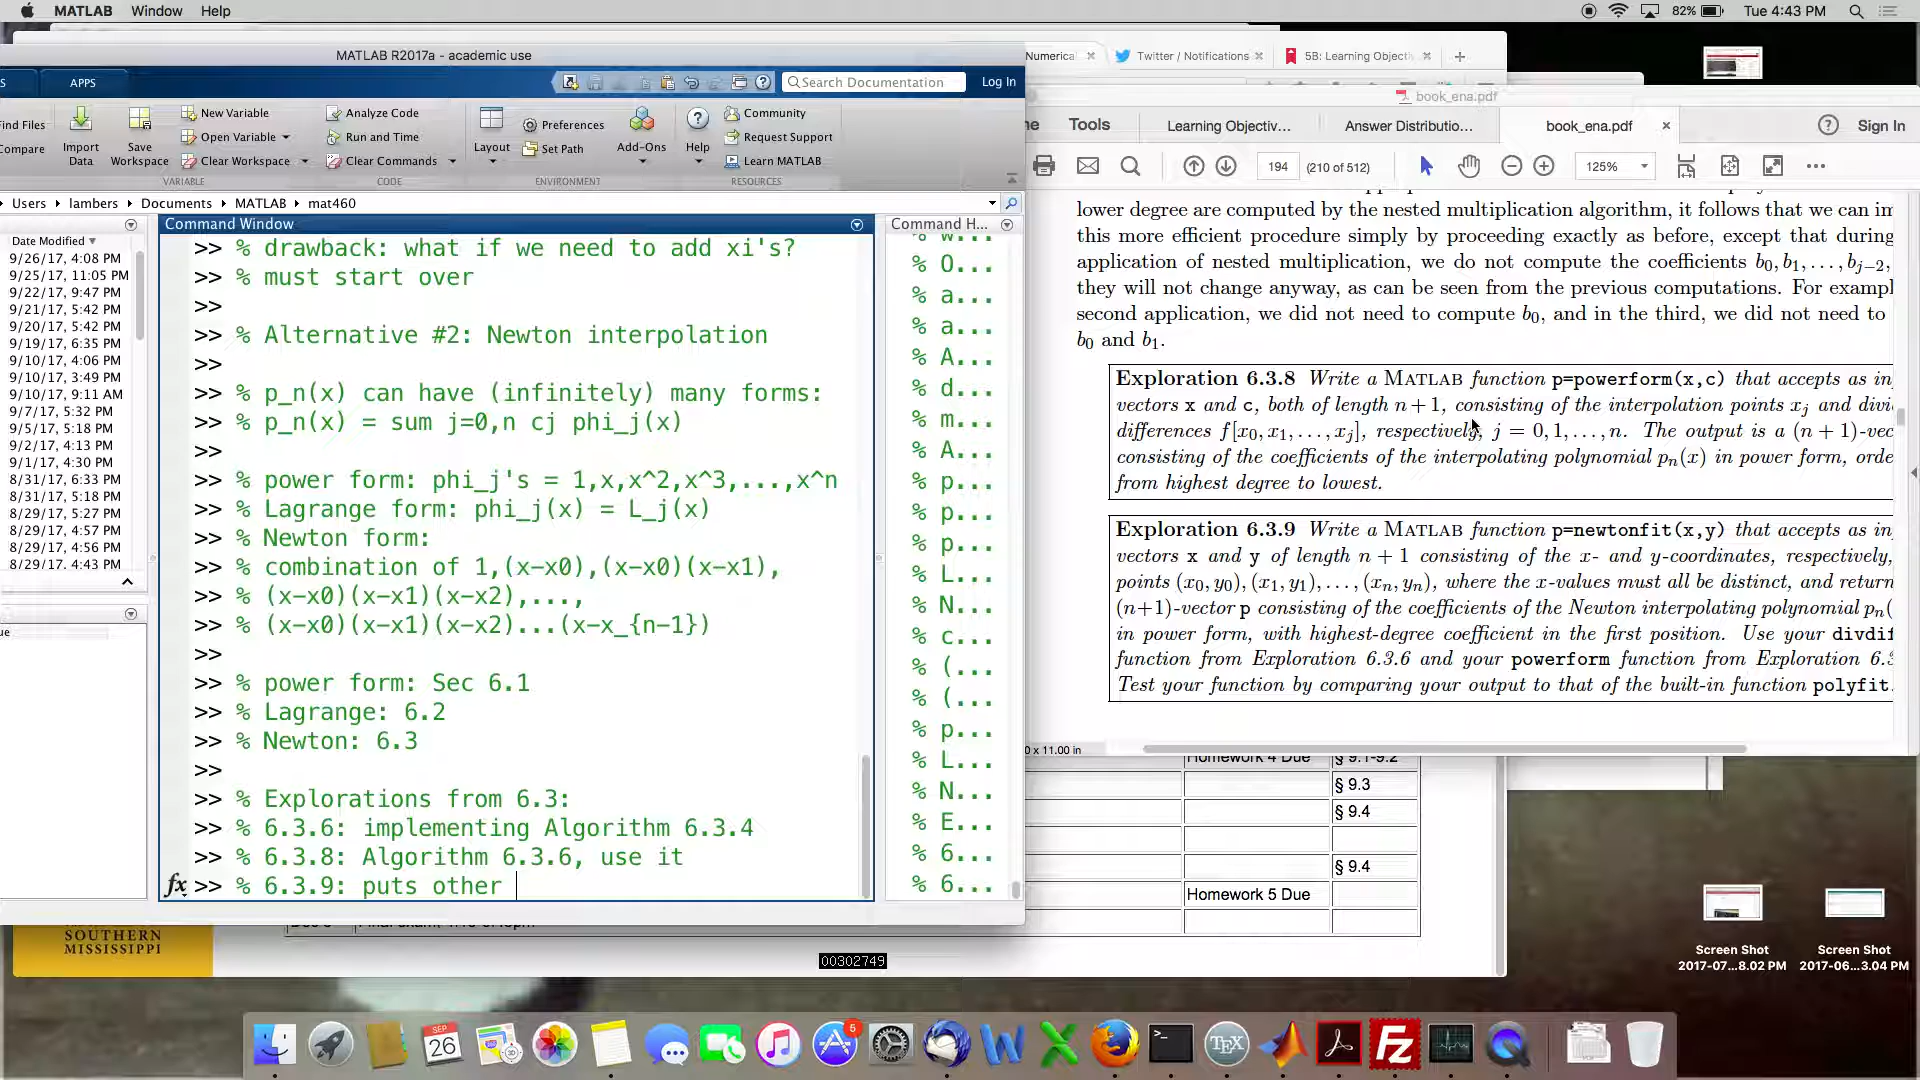 MATLAB Window Help
82% Tue 4:43 PM
MATLAB R2017a - academic use
Numerica
Twitter / Notifications
5B: Learning Objecti
APPS
Search Documentation
Log In
book_ena.pdf
ind Files
Compare
Import Data
Save Workspace
New Variable
Open Variable
Clear Workspace
VARIABLE
Analyze Code
Run and Time
Clear Commands
CODE
Layout
Preferences
Set Path
Add-Ons
ENVIRONMENT
Help
Community
Request Support
Learn MATLAB
RESOURCES
Tools
Learning Objectiv...
Answer Distributio...
book_ena.pdf
Sign In
194 (210 of 512)
125%
Users lambers Documents MATLAB mat460
Date Modified
9/26/17, 4:08 PM
9/25/17, 11:05 PM
9/22/17, 9:47 PM
9/21/17, 5:42 PM
9/20/17, 5:42 PM
9/19/17, 6:35 PM
9/10/17, 4:06 PM
9/10/17, 3:49 PM
9/10/17, 9:11 AM
9/7/17, 5:32 PM
9/5/17, 5:18 PM
9/2/17, 4:13 PM
9/1/17, 4:30 PM
8/31/17, 6:33 PM
8/31/17, 5:18 PM
8/29/17, 5:27 PM
8/29/17, 4:57 PM
8/29/17, 4:56 PM
8/29/17, 4:43 PM
Command Window
>> % drawback: what if we need to add xi's?
>> % must start over
>>
>> % Alternative #2: Newton interpolation
>>
>> % p_n(x) can have (infinitely) many forms:
>> % p_n(x) = sum j=0,n cj phi_j(x)
>>
>> % power form: phi_j's = 1,x,x^2,x^3,...,x^n
>> % Lagrange form: phi_j(x) = L_j(x)
>> % Newton form:
>> % combination of 1,(x-x0),(x-x0)(x-x1),
>> % (x-x0)(x-x1)(x-x2),...,
>> % (x-x0)(x-x1)(x-x2)...(x-x_{n-1})
>>
>> % power form: Sec 6.1
>> % Lagrange: 6.2
>> % Newton: 6.3
>>
>> % Explorations from 6.3:
>> % 6.3.6: implementing Algorithm 6.3.4
>> % 6.3.8: Algorithm 6.3.6, use it
fx >> % 6.3.9: puts other
Command H...
% w...
% O...
% a...
% a...
% A...
% d...
% m...
% A...
% p...
% p...
% p...
% L...
% N...
% c...
% (...
% (...
% p...
% L...
% N...
% E...
% 6...
% 6...
lower degree are computed by the nested multiplication algorithm, it follows that we can im
this more efficient procedure simply by proceeding exactly as before, except that during
application of nested multiplication, we do not compute the coefficients b0, b1, . . . , bj−2,
they will not change anyway, as can be seen from the previous computations. For exampl
second application, we did not need to compute b0, and in the third, we did not need to
b0 and b1.
Exploration 6.3.8 Write a MATLAB function p=powerform(x,c) that accepts as in
vectors x and c, both of length n + 1, consisting of the interpolation points xj and divi
differences f[x0, x1, . . . , xj], respectively, j = 0, 1, . . . , n. The output is a (n + 1)-vec
consisting of the coefficients of the interpolating polynomial pn(x) in power form, orde
from highest degree to lowest.
Exploration 6.3.9 Write a MATLAB function p=newtonfit(x,y) that accepts as in
vectors x and y of length n + 1 consisting of the x- and y-coordinates, respectively,
points (x0, y0), (x1, y1), . . . , (xn, yn), where the x-values must all be distinct, and return
(n+1)-vector p consisting of the coefficients of the Newton interpolating polynomial pn(
in power form, with highest-degree coefficient in the first position. Use your divdif
function from Exploration 6.3.6 and your powerform function from Exploration 6.3
Test your function by comparing your output to that of the built-in function polyfit.
0 x 11.00 in
Homework 4 Due § 9.1-9.2
§ 9.3
§ 9.4
§ 9.4
Homework 5 Due
SOUTHERN
MISSISSIPPI
00302749
Screen Shot
2017-07...8.02 PM
Screen Shot
2017-06...3.04 PM
SEP
26
5
TEX